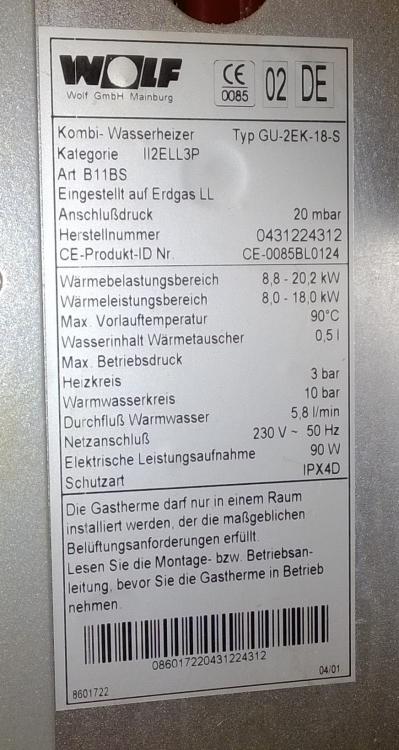 WOLF
Wolf GmbH Mainburg
CE 0085 02 DE
Kombi- Wasserheizer Typ GU-2EK-18-S
Kategorie II2ELL3P
Art B11BS
Eingestellt auf Erdgas LL
Anschlußdruck 20 mbar
Herstellnummer 0431224312
CE-Produkt-ID Nr. CE-0085BL0124
Wärmebelastungsbereich 8,8 - 20,2 kW
Wärmeleistungsbereich 8,0 - 18,0 kW
Max. Vorlauftemperatur 90°C
Wasserinhalt Wärmetauscher 0,5 l
Max. Betriebsdruck
Heizkreis 3 bar
Warmwasserkreis 10 bar
Durchfluß Warmwasser 5,8 l/min
Netzanschluß 230 V ~ 50 Hz
Elektrische Leistungsaufnahme 90 W
Schutzart IPX4D
Die Gastherme darf nur in einem Raum
installiert werden, der die maßgeblichen
Belüftungsanforderungen erfüllt.
Lesen Sie die Montage- bzw. Betriebsan-
leitung, bevor Sie die Gastherme in Betrieb
nehmen.
086017220431224312
8601722 04/01